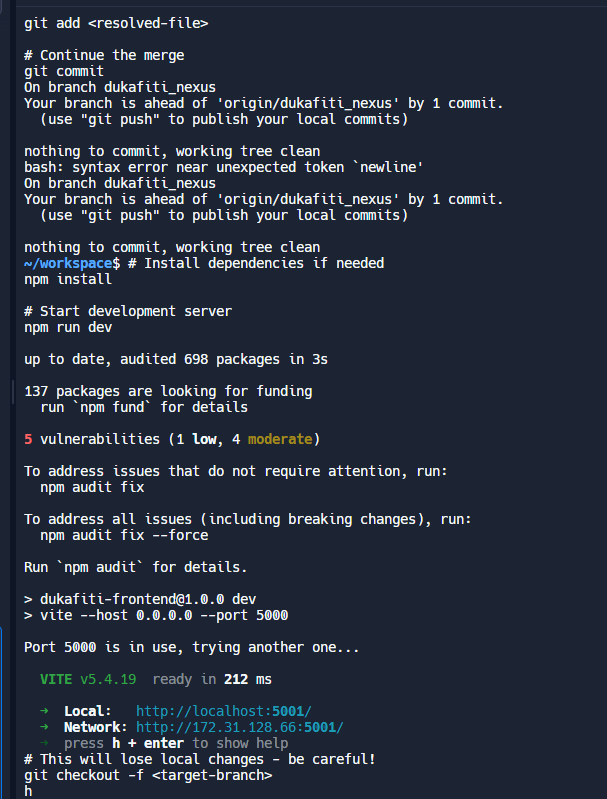 git add <resolved-file>
# Continue the merge
git commit
On branch dukafiti_nexus
Your branch is ahead of 'origin/dukafiti_nexus' by 1 commit.
  (use "git push" to publish your local commits)
nothing to commit, working tree clean
bash: syntax error near unexpected token `newline'
On branch dukafiti_nexus
Your branch is ahead of 'origin/dukafiti_nexus' by 1 commit.
  (use "git push" to publish your local commits)
nothing to commit, working tree clean
~/workspace$ # Install dependencies if needed
npm install
# Start development server
npm run dev
up to date, audited 698 packages in 3s
137 packages are looking for funding
  run `npm fund` for details
5 vulnerabilities (1 low, 4 moderate)
To address issues that do not require attention, run:
  npm audit fix
To address all issues (including breaking changes), run:
  npm audit fix --force
Run `npm audit` for details.
> dukafiti-frontend@1.0.0 dev
> vite --host 0.0.0.0 --port 5000
Port 5000 is in use, trying another one...
  VITE v5.4.19  ready in 212 ms
  ➜  Local:   http://localhost:5001/
  ➜  Network: http://172.31.128.66:5001/
  ➜  press h + enter to show help
# This will lose local changes - be careful!
git checkout -f <target-branch>
h